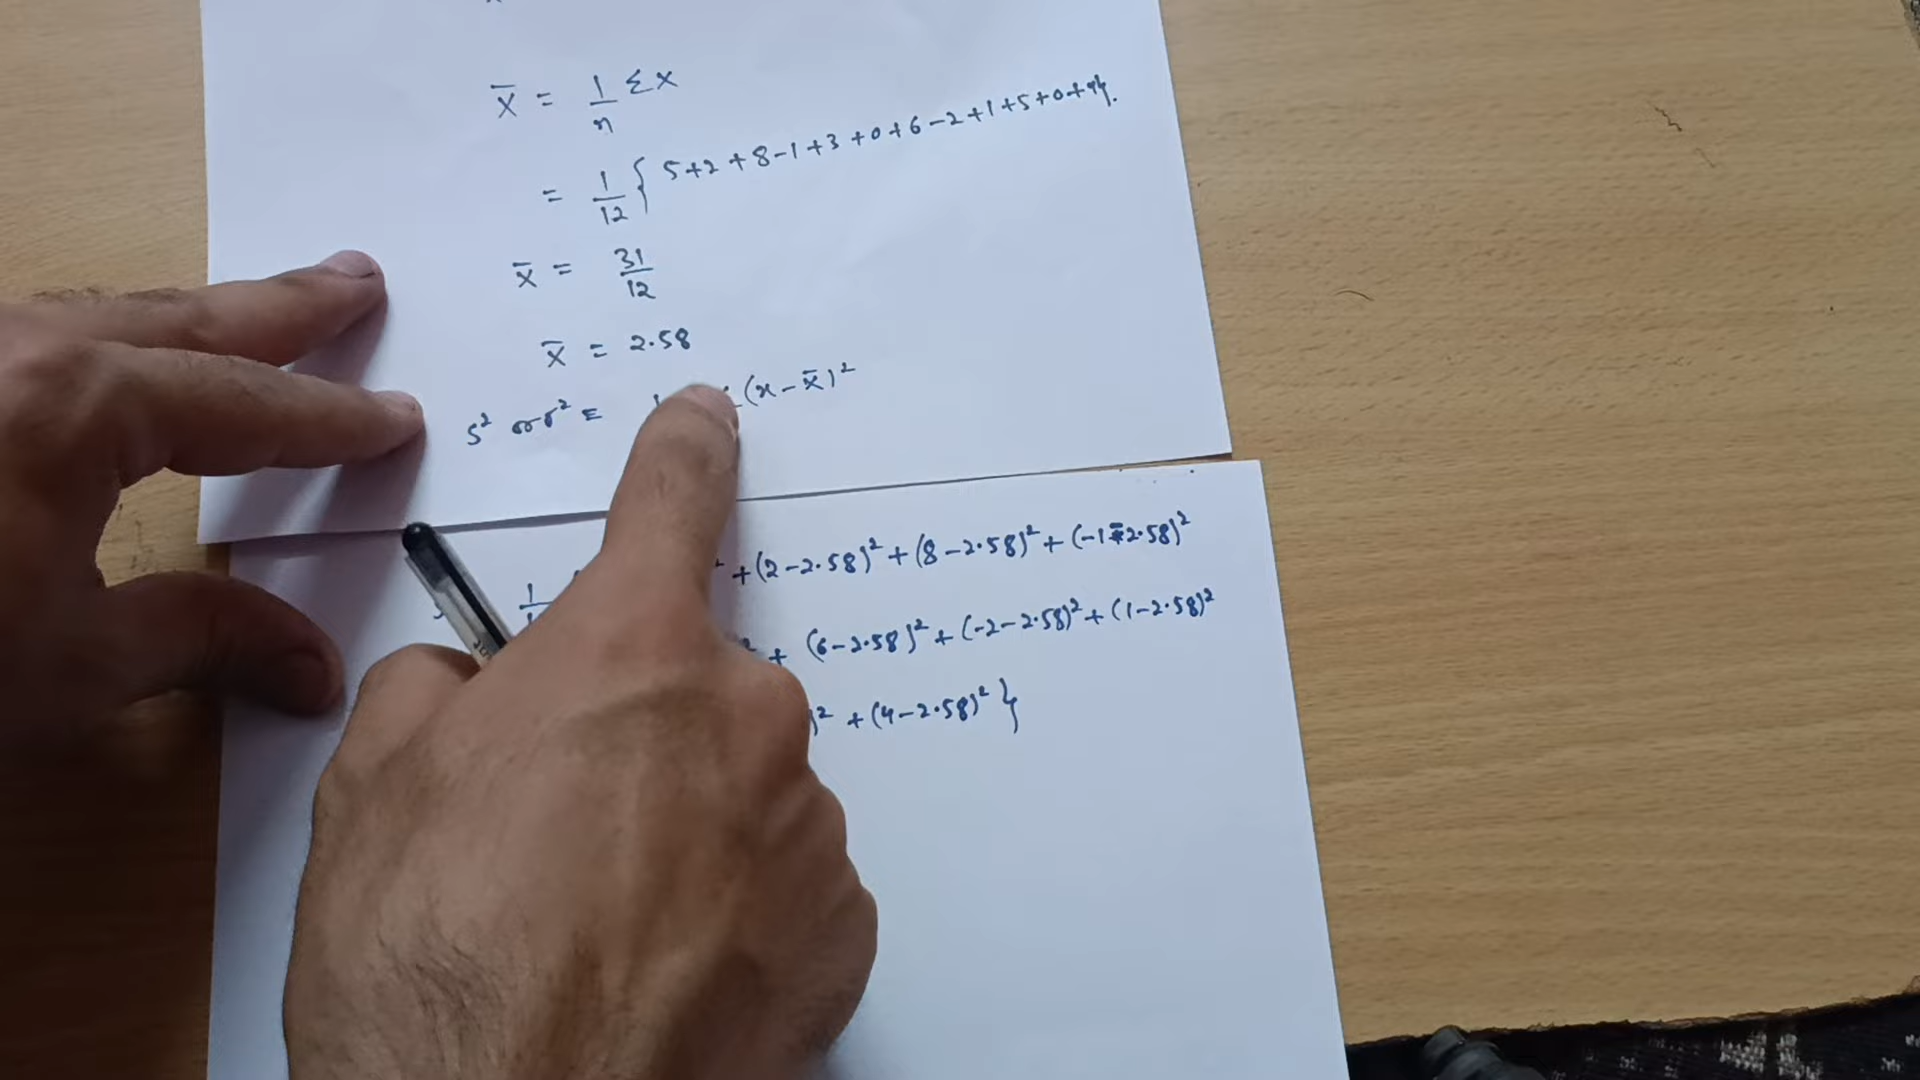 x̄ = 1/n Σx
= 1/12 { 5+2+8-1+3+0+6-2+1+5+0+4}.
x̄ = 31/12
x̄ = 2.58
s² or σ² = (x-x̄)²
+(2-2.58)²+(8-2.58)²+(-1-2.58)²
+ (6-2.58)²+(-2-2.58)²+(1-2.58)²
)² +(4-2.58)² }